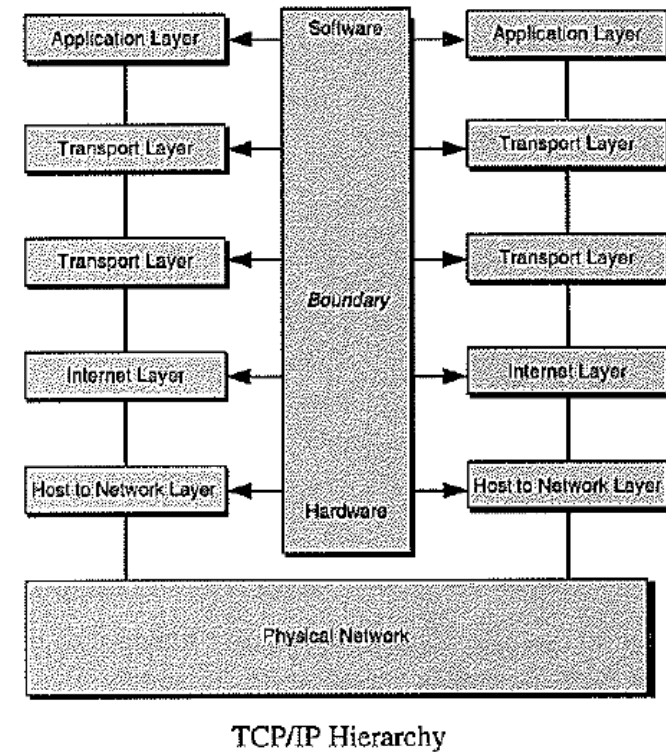 Application Layer
Software
Application Layer
Transport Layer
Transport Layer
Transport Layer
Transport Layer
Boundary
Internet Layer
Internet Layer
Host to Network Layer
Hardware
Host to Network Layer
Physical Network
TCP/IP Hierarchy